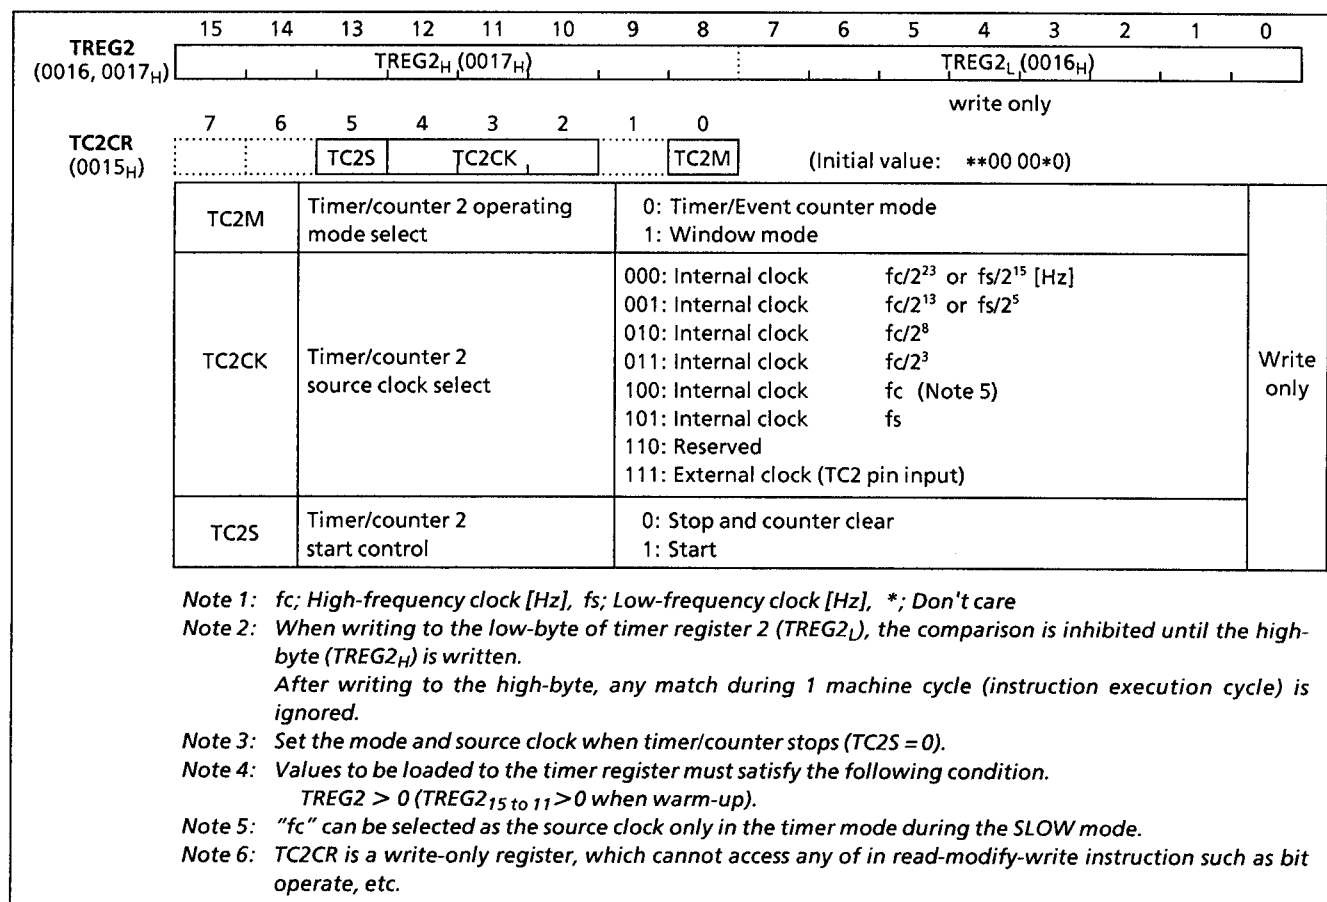 15 14 13 12 11 10 9 8 7 6 5 4 3 2 1 0
TREG2
(0016, 0017H) TREG2H (0017H) TREG2L (0016H)
write only
7 6 5 4 3 2 1 0
TC2CR
(0015H) TC2S TC2CK TC2M (Initial value: **00 00*0)
TC2M Timer/counter 2 operating mode select
0: Timer/Event counter mode
1: Window mode
TC2CK Timer/counter 2 source clock select
000: Internal clock fc/2²³ or fs/2¹⁵ [Hz]
001: Internal clock fc/2¹³ or fs/2⁵
010: Internal clock fc/2⁸
011: Internal clock fc/2³
100: Internal clock fc (Note 5)
101: Internal clock fs
110: Reserved
111: External clock (TC2 pin input)
TC2S Timer/counter 2 start control
0: Stop and counter clear
1: Start
Write only
Note 1: fc; High-frequency clock [Hz], fs; Low-frequency clock [Hz], *; Don't care
Note 2: When writing to the low-byte of timer register 2 (TREG2L), the comparison is inhibited until the high-
byte (TREG2H) is written.
After writing to the high-byte, any match during 1 machine cycle (instruction execution cycle) is
ignored.
Note 3: Set the mode and source clock when timer/counter stops (TC2S = 0).
Note 4: Values to be loaded to the timer register must satisfy the following condition.
TREG2 > 0 (TREG2 15 to 11 > 0 when warm-up).
Note 5: "fc" can be selected as the source clock only in the timer mode during the SLOW mode.
Note 6: TC2CR is a write-only register, which cannot access any of in read-modify-write instruction such as bit
operate, etc.